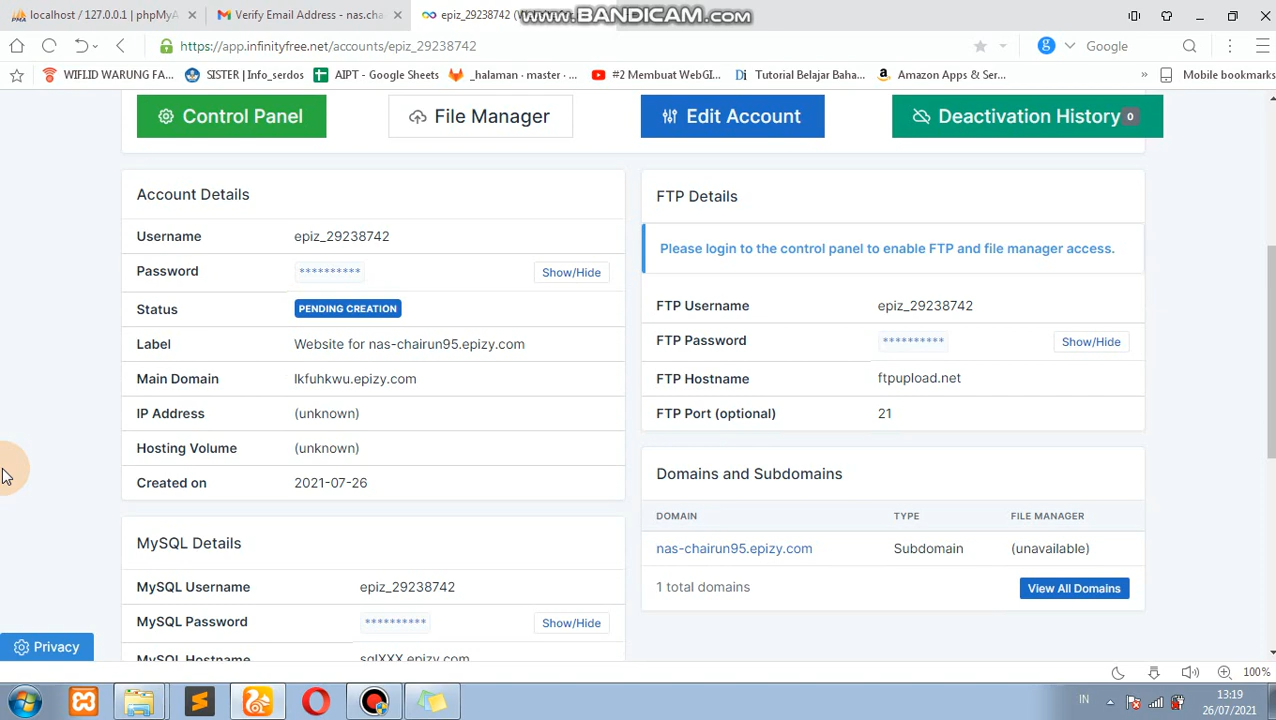 localhost / 127.0.0.1 | phpMyA
Verify Email Address - nas.cha
epiz_29238742 (W
www.BANDICAM.com
https://app.infinityfree.net/accounts/epiz_29238742
Google
WIFI.ID WARUNG FA...
SISTER | Info_serdos
AIPT - Google Sheets
_halaman · master · ...
#2 Membuat WebGI...
Tutorial Belajar Baha...
Amazon Apps & Ser...
»
Mobile bookmarks
Control Panel
File Manager
Edit Account
Deactivation History 0
Account Details
Username epiz_29238742
Password ********** Show/Hide
Status PENDING CREATION
Label Website for nas-chairun95.epizy.com
Main Domain
IP Address (unknown)
Hosting Volume (unknown)
Created on 2021-07-26
MySQL Details
MySQL Username epiz_29238742
MySQL Password ********** Show/Hide
MySQL Hostname sqlXXX.epizy.com
FTP Details
Please login to the control panel to enable FTP and file manager access.
FTP Username epiz_29238742
FTP Password ********** Show/Hide
FTP Hostname ftpupload.net
FTP Port (optional) 21
Domains and Subdomains
DOMAIN TYPE FILE MANAGER
nas-chairun95.epizy.com Subdomain (unavailable)
1 total domains View All Domains
Privacy
100%
IN
13:19
26/07/2021